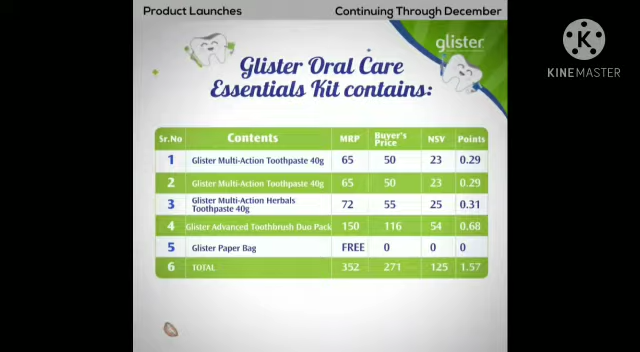 Product Launches Continuing Through December
glister
KINEMASTER
Glister Oral Care
Essentials Kit contains:
Sr.No Contents MRP Buyer's Price NSV Points
1 Glister Multi-Action Toothpaste 40g 65 50 23 0.29
2 Glister Multi-Action Toothpaste 40g 65 50 23 0.29
3 Glister Multi-Action Herbals Toothpaste 40g 72 55 25 0.31
4 Glister Advanced Toothbrush Duo Pack 150 116 54 0.68
5 Glister Paper Bag FREE 0 0 0
6 TOTAL 352 271 125 1.57